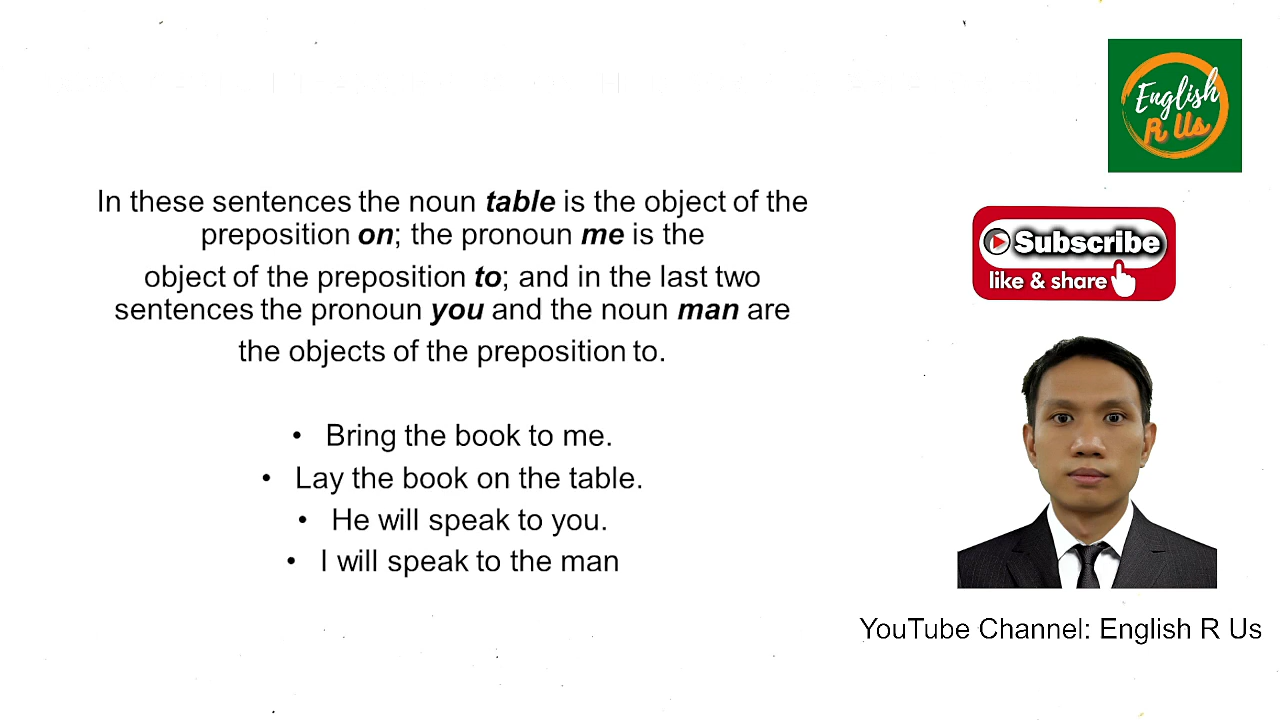 In these sentences the noun table is the object of the
preposition on; the pronoun me is the
object of the preposition to; and in the last two
sentences the pronoun you and the noun man are
the objects of the preposition to.
• Bring the book to me.
• Lay the book on the table.
• He will speak to you.
• I will speak to the man
English
R Us
Subscribe
like & share
YouTube Channel: English R Us